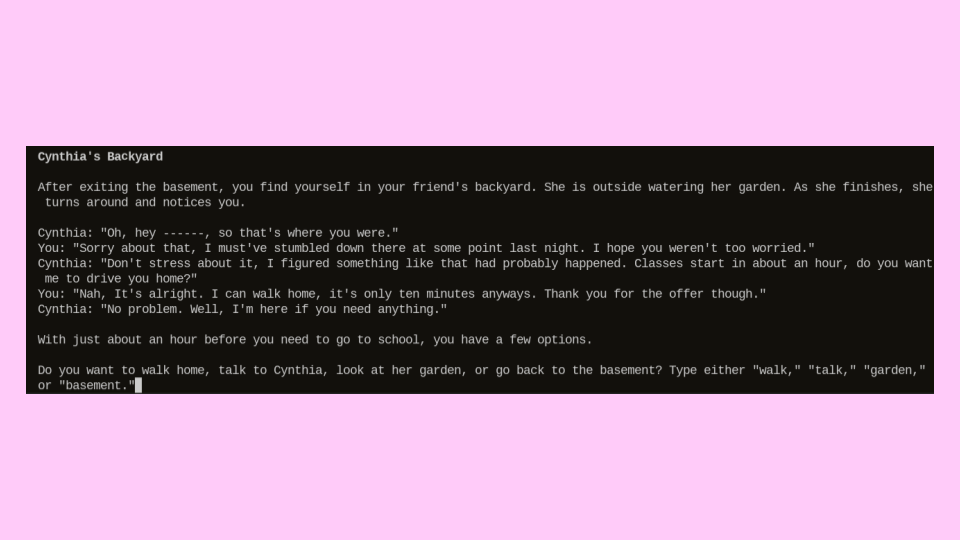 Cynthia's Backyard
After exiting the basement, you find yourself in your friend's backyard. She is outside watering her garden. As she finishes, she
turns around and notices you.
Cynthia: "Oh, hey ------, so that's where you were."
You: "Sorry about that, I must've stumbled down there at some point last night. I hope you weren't too worried."
Cynthia: "Don't stress about it, I figured something like that had probably happened. Classes start in about an hour, do you want
me to drive you home?"
You: "Nah, It's alright. I can walk home, it's only ten minutes anyways. Thank you for the offer though."
Cynthia: "No problem. Well, I'm here if you need anything."
With just about an hour before you need to go to school, you have a few options.
Do you want to walk home, talk to Cynthia, look at her garden, or go back to the basement? Type either "walk," "talk," "garden,"
or "basement."